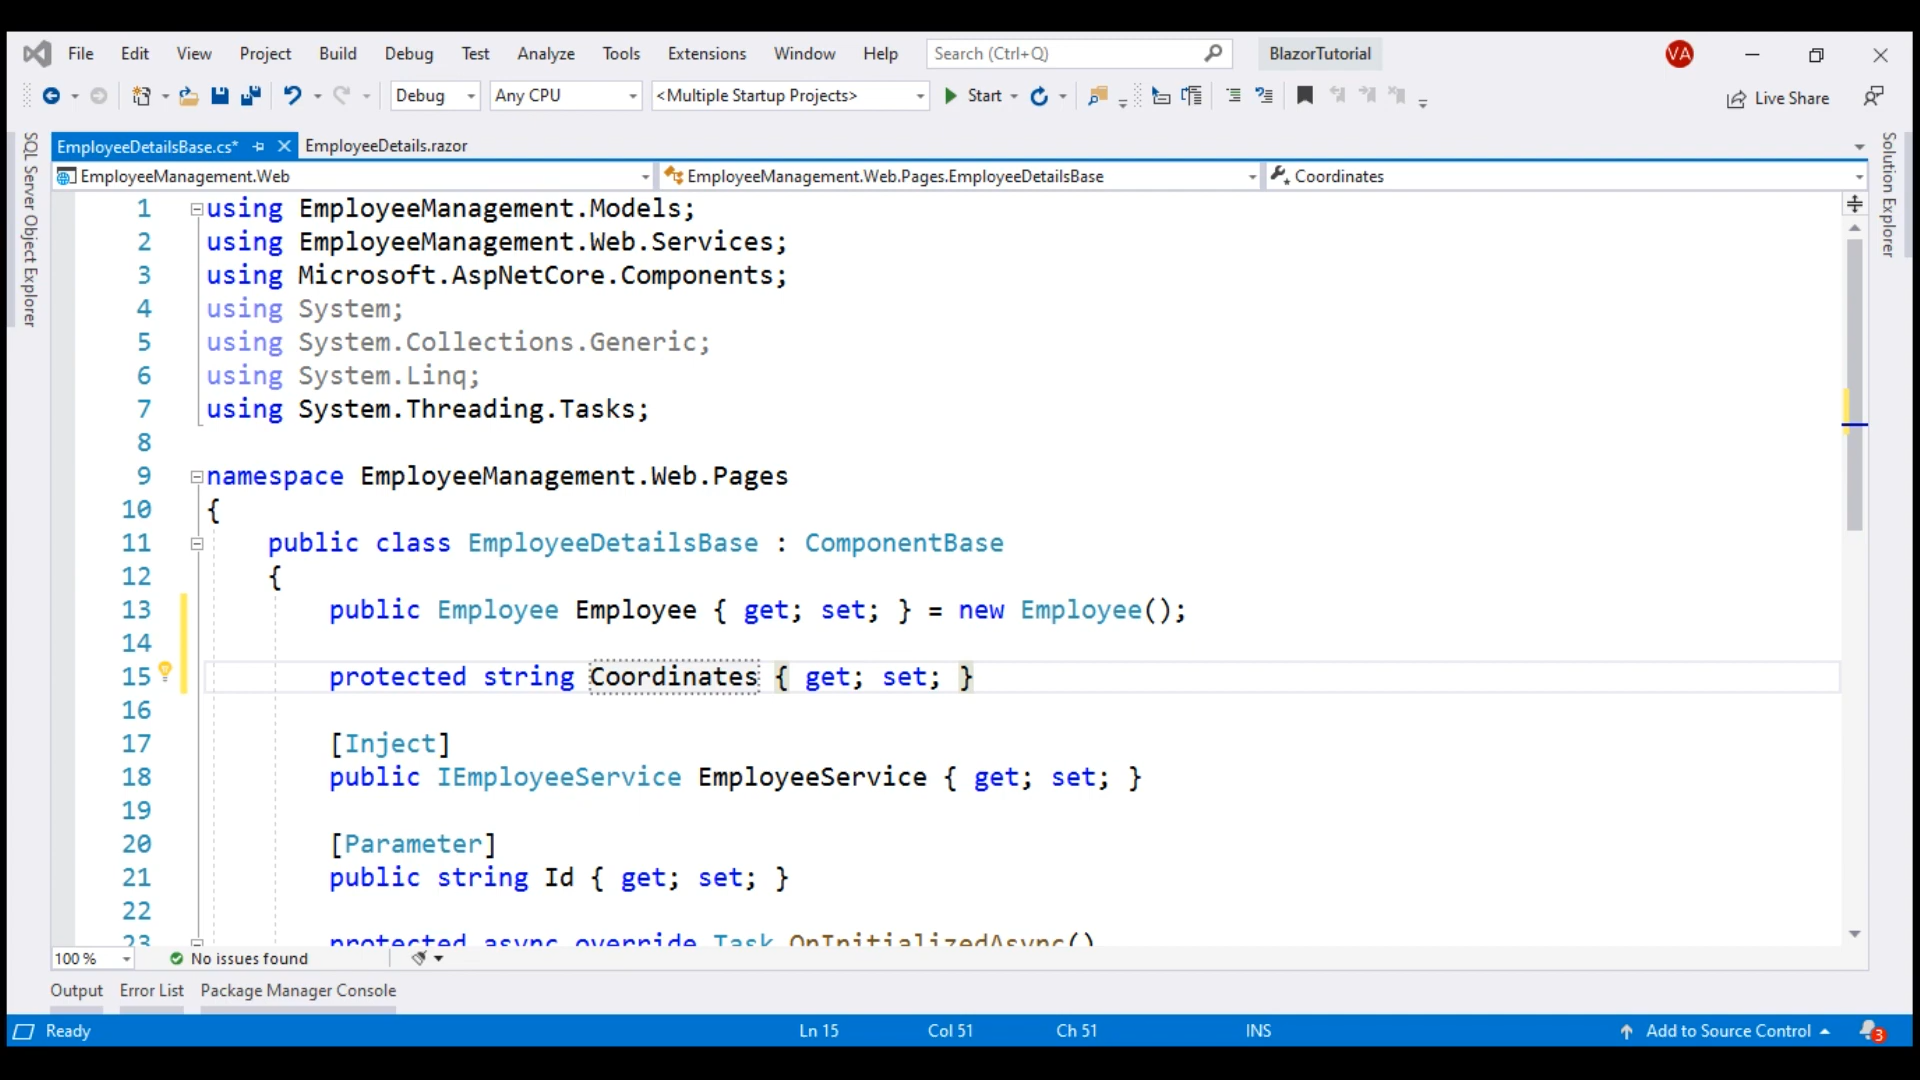 File Edit View Project Build Debug Test Analyze Tools Extensions Window Help Search (Ctrl+Q) BlazorTutorial VA
Debug Any CPU <Multiple Startup Projects> Start Live Share
SQL Server Object Explorer
Solution Explorer
EmployeeDetailsBase.cs* EmployeeDetails.razor
EmployeeManagement.Web EmployeeManagement.Web.Pages.EmployeeDetailsBase Coordinates
1 using EmployeeManagement.Models;
2 using EmployeeManagement.Web.Services;
3 using Microsoft.AspNetCore.Components;
4 using System;
5 using System.Collections.Generic;
6 using System.Linq;
7 using System.Threading.Tasks;
8
9 namespace EmployeeManagement.Web.Pages
10 {
11 public class EmployeeDetailsBase : ComponentBase
12 {
13 public Employee Employee { get; set; } = new Employee();
14
15 protected string Coordinates { get; set; }
16
17 [Inject]
18 public IEmployeeService EmployeeService { get; set; }
19
20 [Parameter]
21 public string Id { get; set; }
22
23 protected async override Task OnInitializedAsync()
100 % No issues found
Output Error List Package Manager Console
Ready Ln 15 Col 51 Ch 51 INS Add to Source Control 3